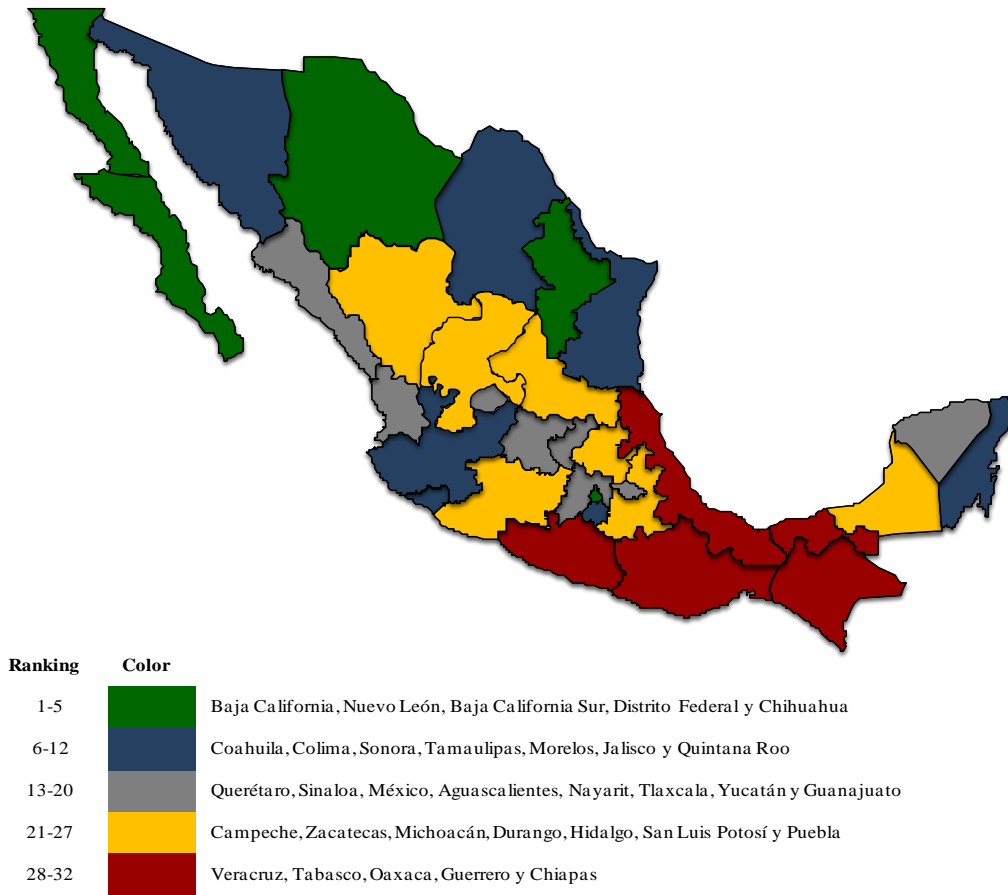 Ranking Color
1-5 Baja California, Nuevo León, Baja California Sur, Distrito Federal y Chihuahua
6-12 Coahuila, Colima, Sonora, Tamaulipas, Morelos, Jalisco y Quintana Roo
13-20 Querétaro, Sinaloa, México, Aguascalientes, Nayarit, Tlaxcala, Yucatán y Guanajuato
21-27 Campeche, Zacatecas, Michoacán, Durango, Hidalgo, San Luis Potosí y Puebla
28-32 Veracruz, Tabasco, Oaxaca, Guerrero y Chiapas